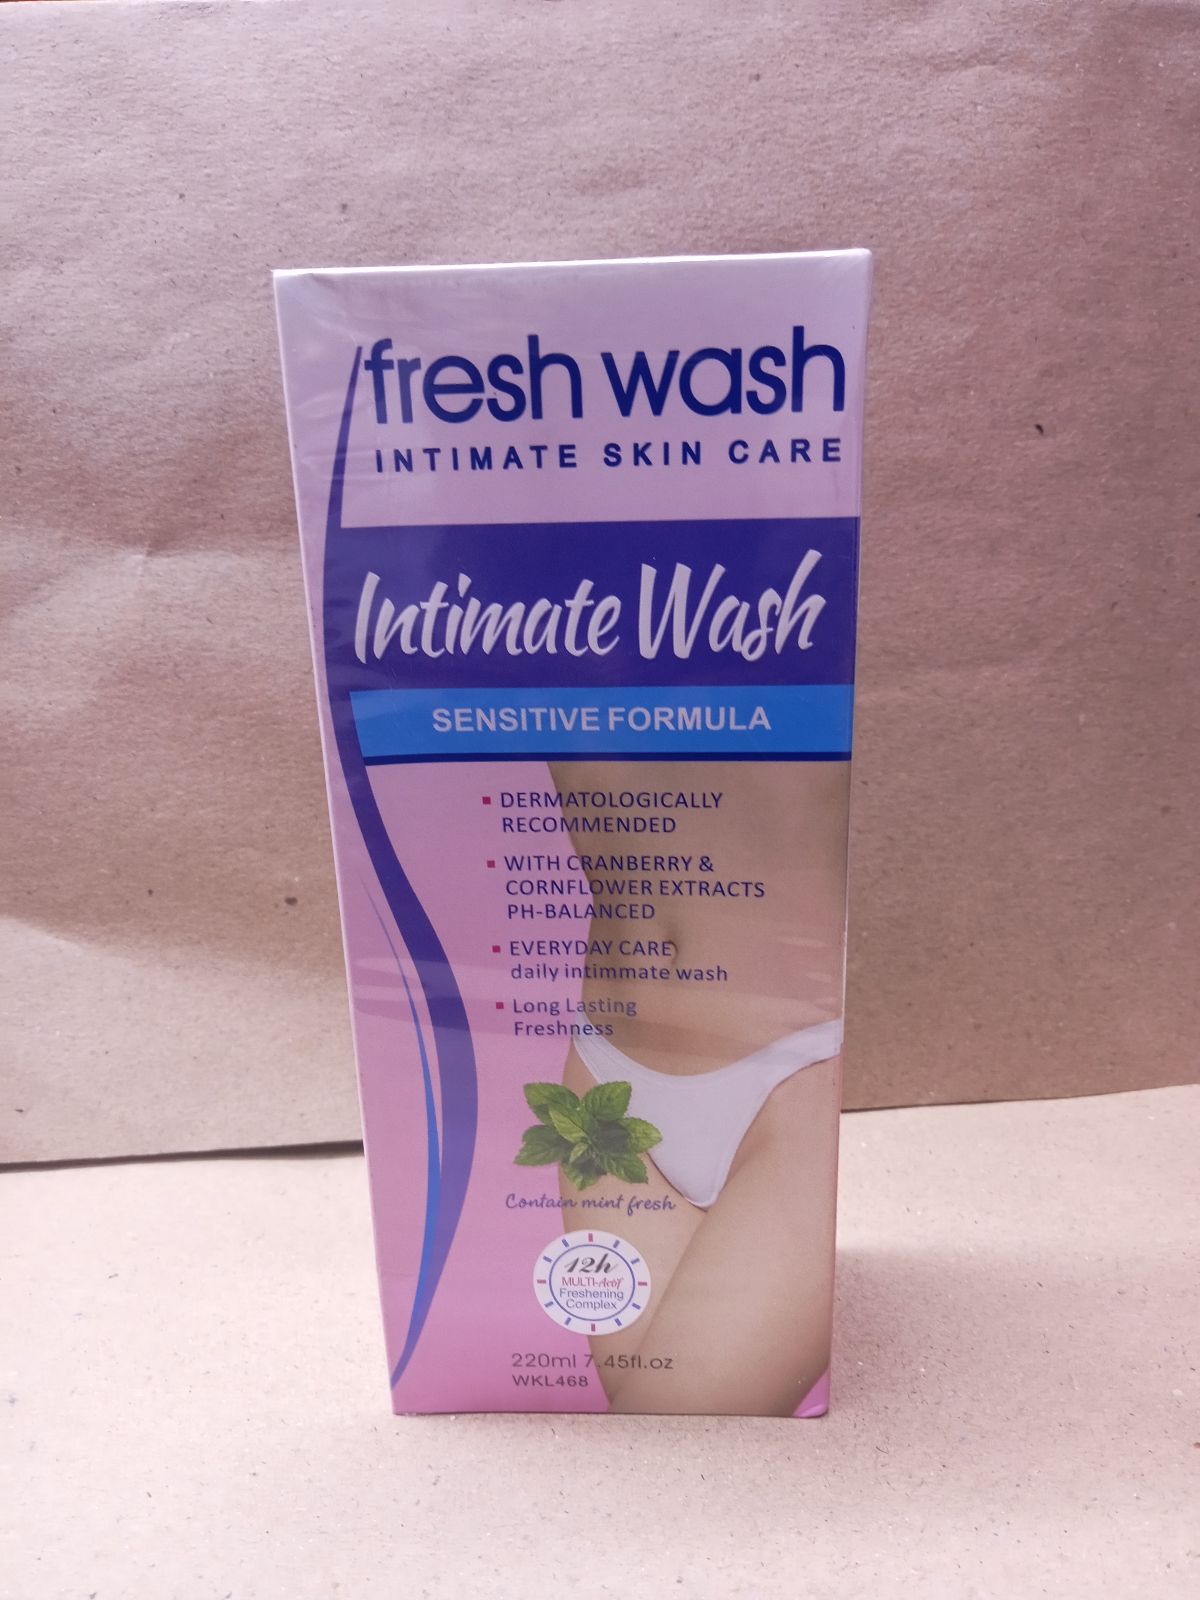 fresh wash
INTIMATE SKIN CARE
Intimate Wash
SENSITIVE FORMULA
▪ DERMATOLOGICALLY
RECOMMENDED
▪ WITH CRANBERRY &
CORNFLOWER EXTRACTS
PH-BALANCED
▪ EVERYDAY CARE
daily intimmate wash
▪ Long Lasting
Freshness
Contain mint fresh
12h
MULTI-Actif
Freshening
Complex
220ml 7.45fl.oz
WKL468